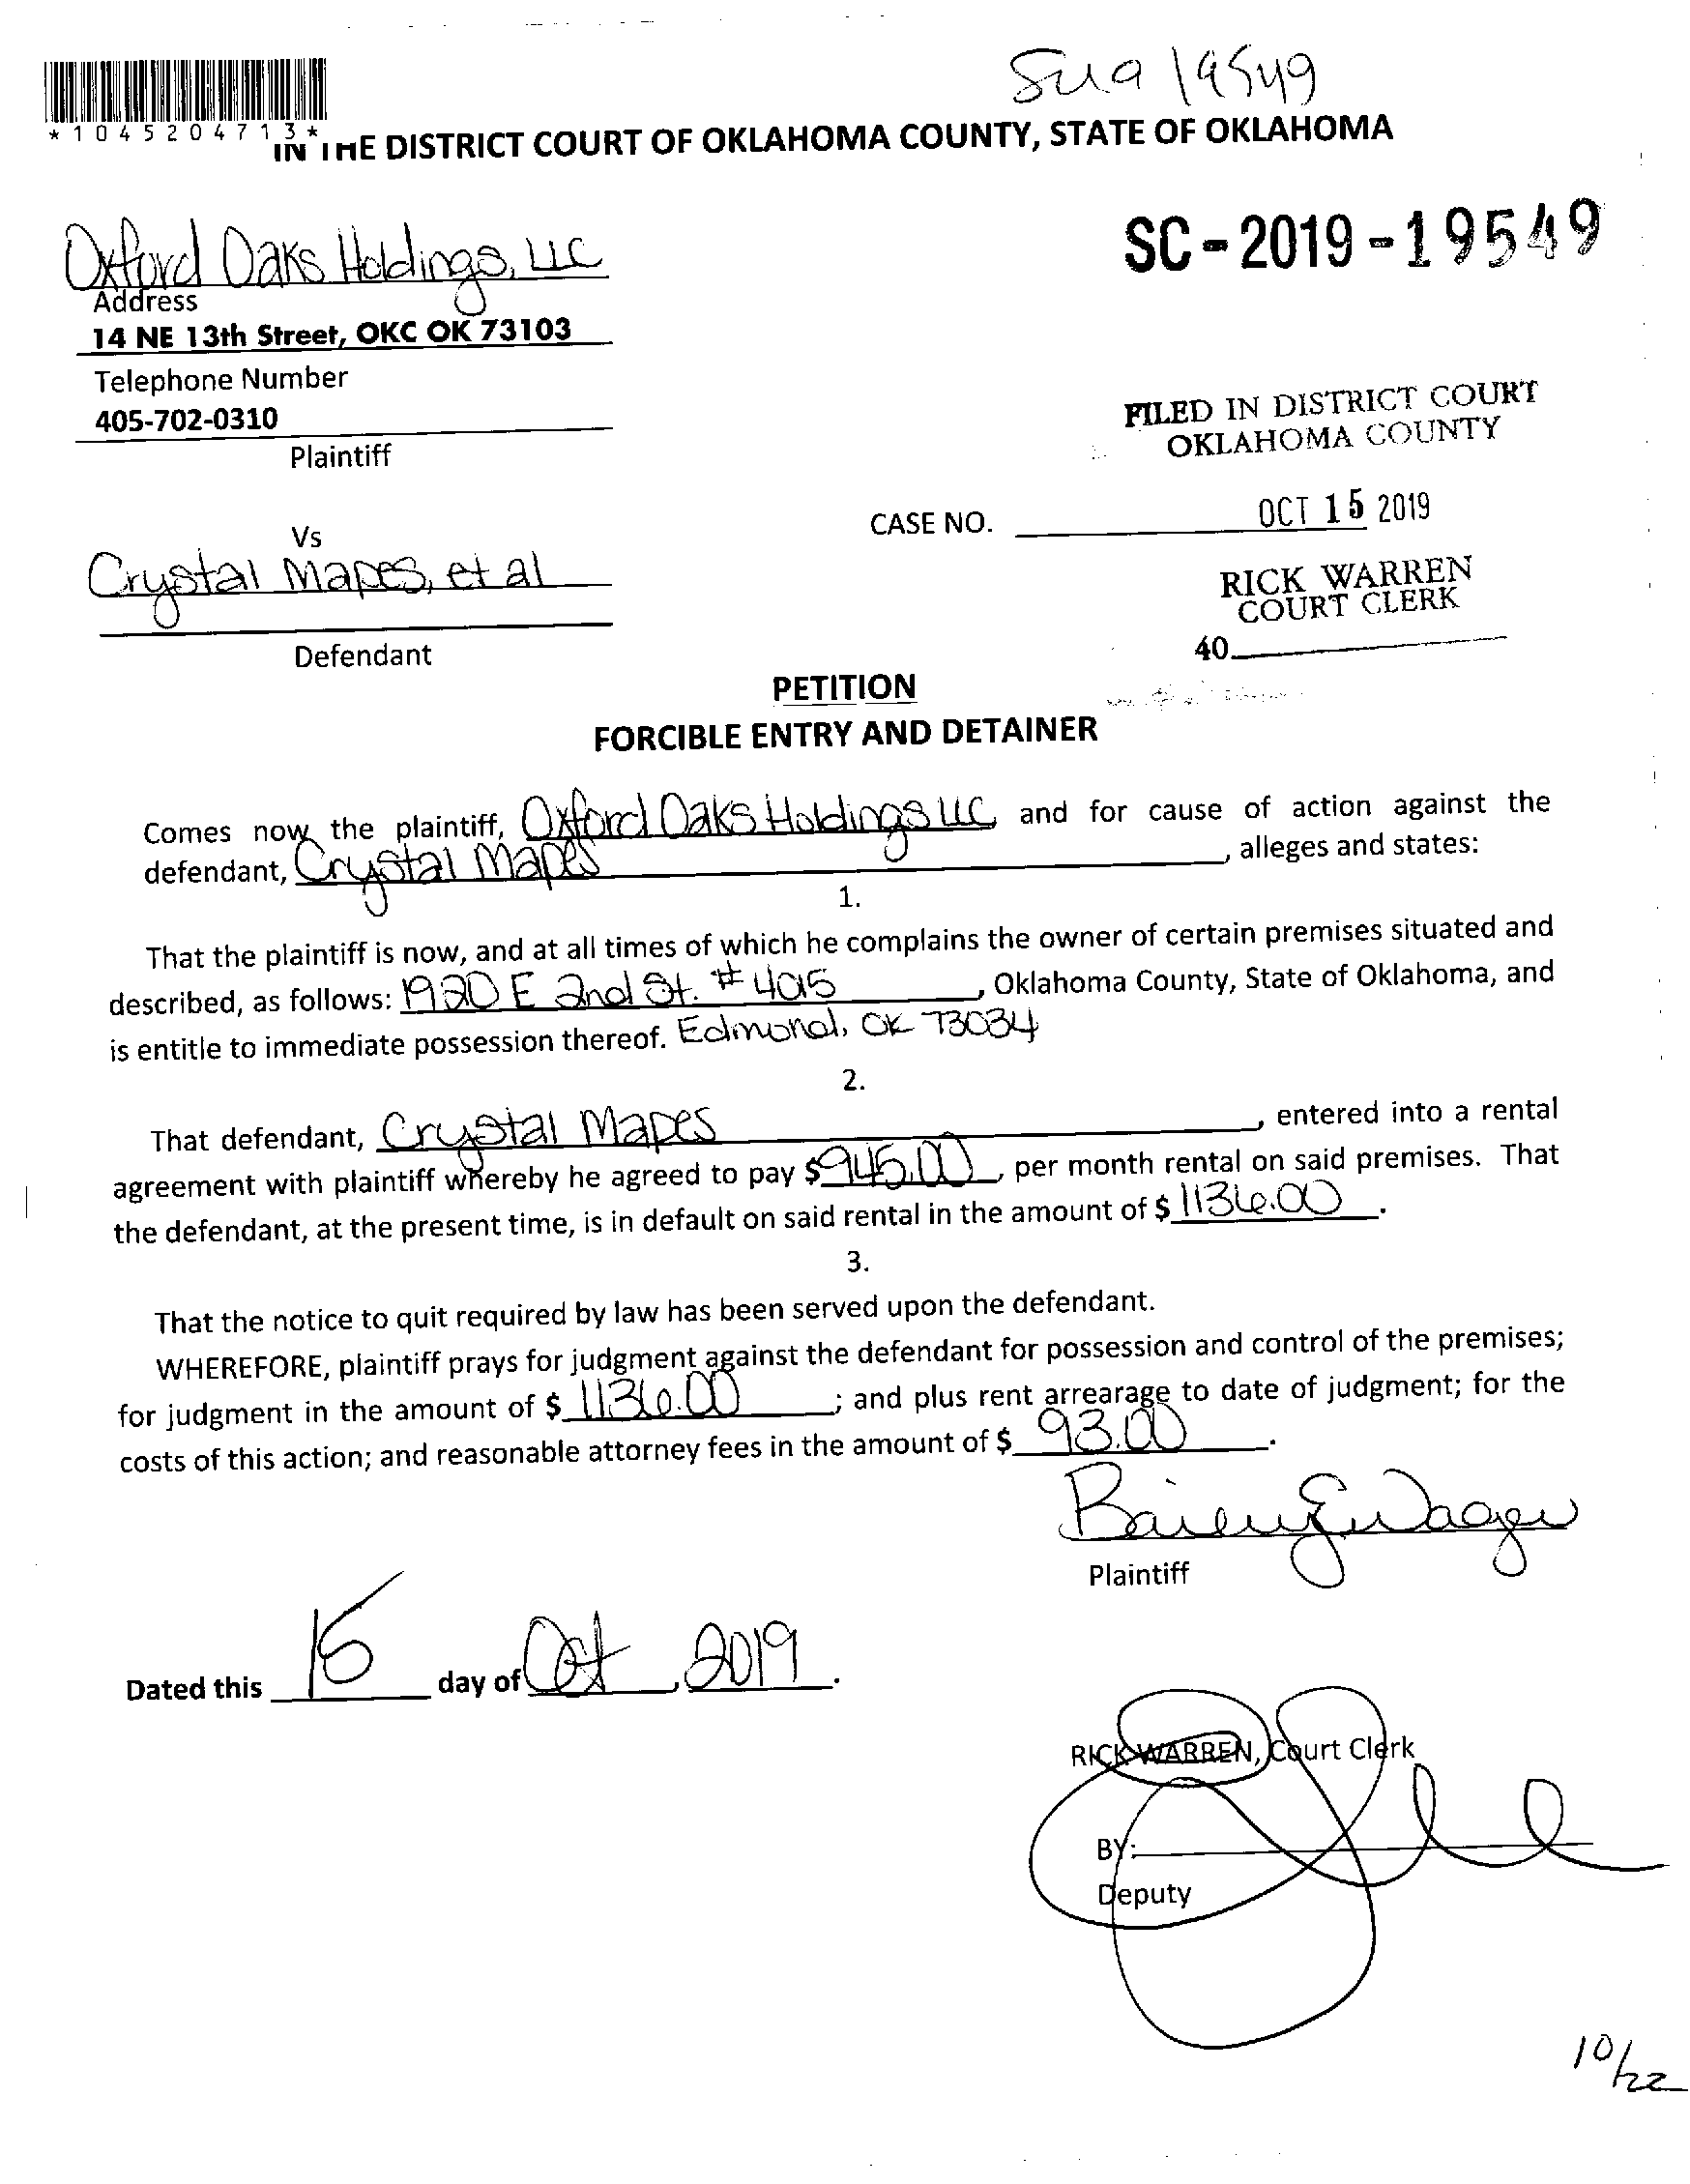 Su9 19549
*1045204713*
IN THE DISTRICT COURT OF OKLAHOMA COUNTY, STATE OF OKLAHOMA
Oxford Oaks Holdings, LLC
SC-2019-19549
Address
14 NE 13th Street, OKC OK 73103
Telephone Number
405-702-0310
Plaintiff
FILED IN DISTRICT COURT
OKLAHOMA COUNTY
Vs
CASE NO.
OCT 15 2019
Crystal Mapes, et al
RICK WARREN
COURT CLERK
Defendant
40
PETITION
FORCIBLE ENTRY AND DETAINER
Comes now the plaintiff, Oxford Oaks Holdings LLC and for cause of action against the
defendant, Crystal Mapes, alleges and states:
1.
That the plaintiff is now, and at all times of which he complains the owner of certain premises situated and
described, as follows: 1920 E 2nd St. # 4015, Oklahoma County, State of Oklahoma, and
is entitle to immediate possession thereof. Edmond, OK 73034
2.
That defendant, Crystal Mapes, entered into a rental
agreement with plaintiff whereby he agreed to pay $945.00, per month rental on said premises. That
the defendant, at the present time, is in default on said rental in the amount of $1136.00.
3.
That the notice to quit required by law has been served upon the defendant.
WHEREFORE, plaintiff prays for judgment against the defendant for possession and control of the premises;
for judgment in the amount of $1136.00; and plus rent arrearage to date of judgment; for the
costs of this action; and reasonable attorney fees in the amount of $93.00.
Plaintiff
Dated this 15 day of Oct, 2019.
RICK WARREN, Court Clerk
BY:
Deputy
10/22